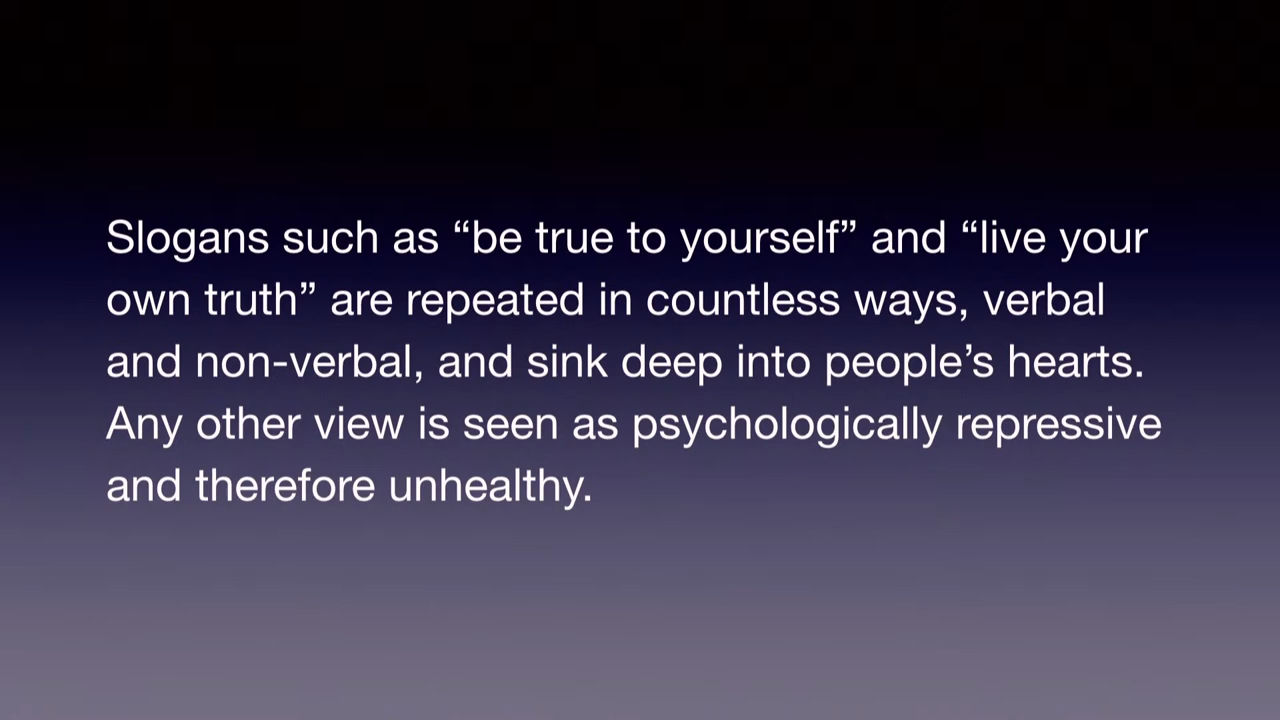 Slogans such as “be true to yourself” and “live your
own truth” are repeated in countless ways, verbal
and non-verbal, and sink deep into people’s hearts.
Any other view is seen as psychologically repressive
and therefore unhealthy.